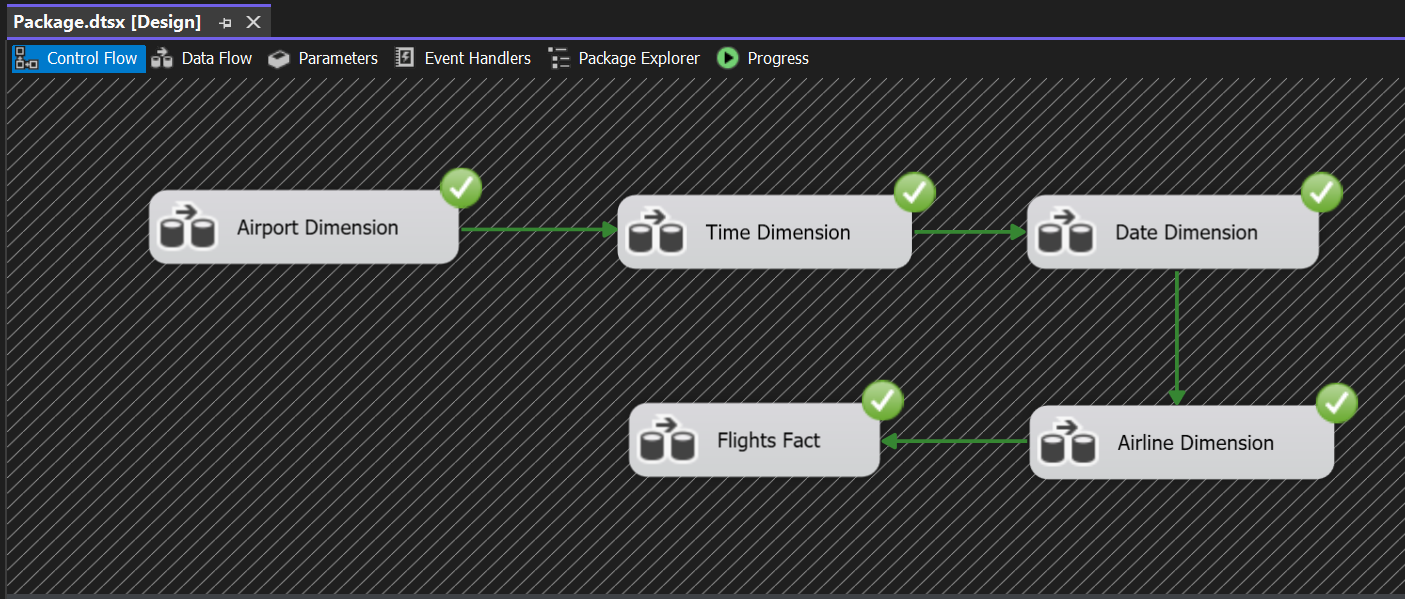 Package.dtsx [Design]
Control Flow Data Flow Parameters Event Handlers Package Explorer Progress
Airport Dimension
Time Dimension
Date Dimension
Flights Fact
Airline Dimension